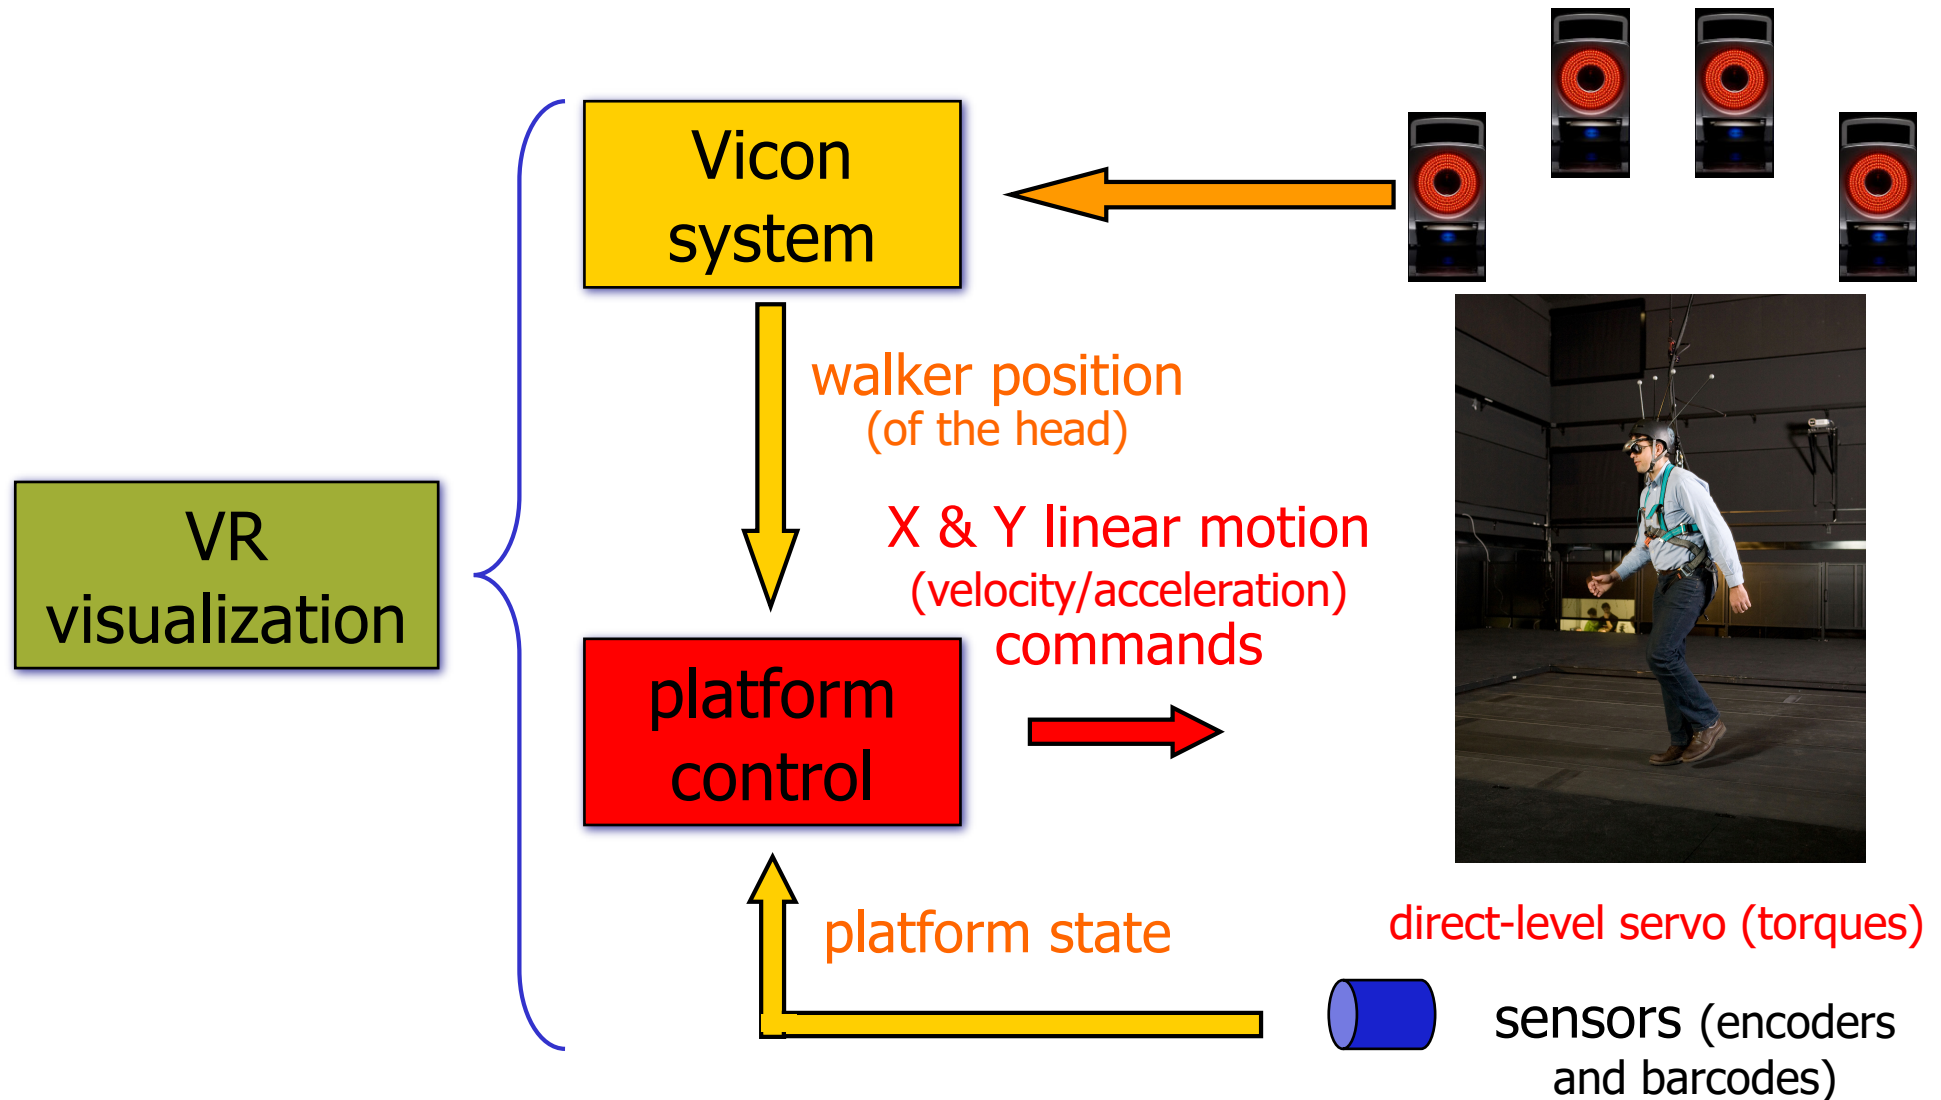 Vicon
system
walker position
(of the head)
VR
visualization
X & Y linear motion
(velocity/acceleration)
commands
platform
control
platform state
direct-level servo (torques)
sensors (encoders
and barcodes)